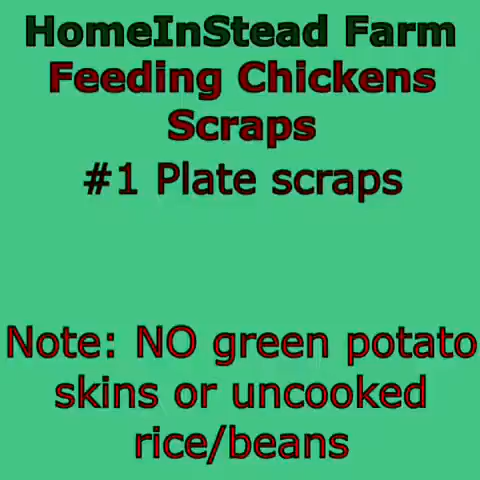 HomeInStead Farm
Feeding Chickens
Scraps
#1 Plate scraps
Note: NO green potato
skins or uncooked
rice/beans